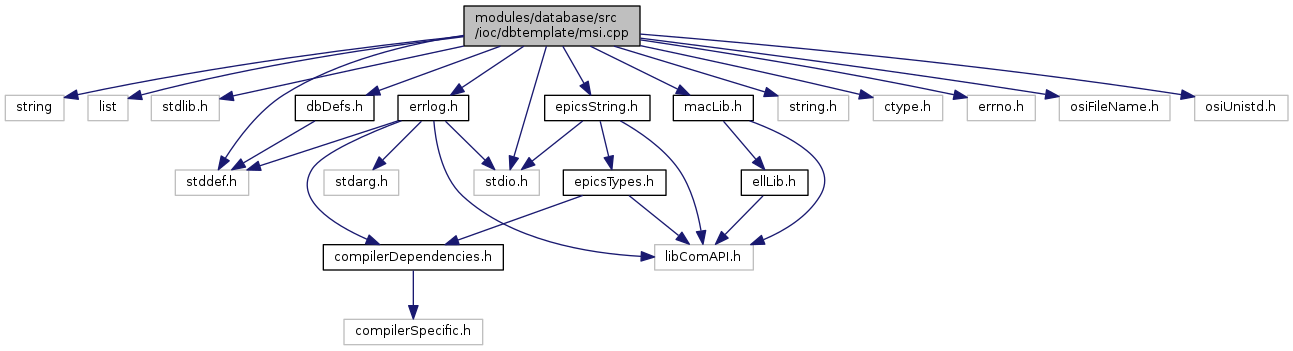 modules/database/src
/ioc/dbtemplate/msi.cpp
string
list
stdlib.h
dbDefs.h
errlog.h
epicsString.h
macLib.h
string.h
ctype.h
errno.h
osiFileName.h
osiUnistd.h
stddef.h
stdarg.h
stdio.h
epicsTypes.h
ellLib.h
compilerDependencies.h
libComAPI.h
compilerSpecific.h